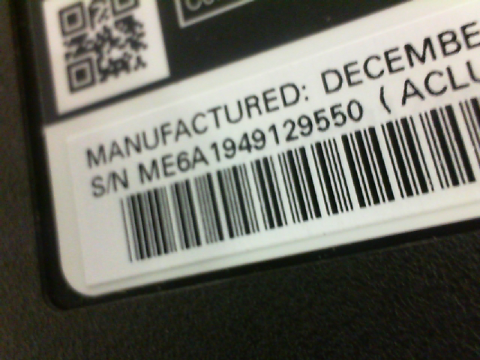 MANUFACTURED: DECEMBE
S/N ME6A1949129550 (ACLU